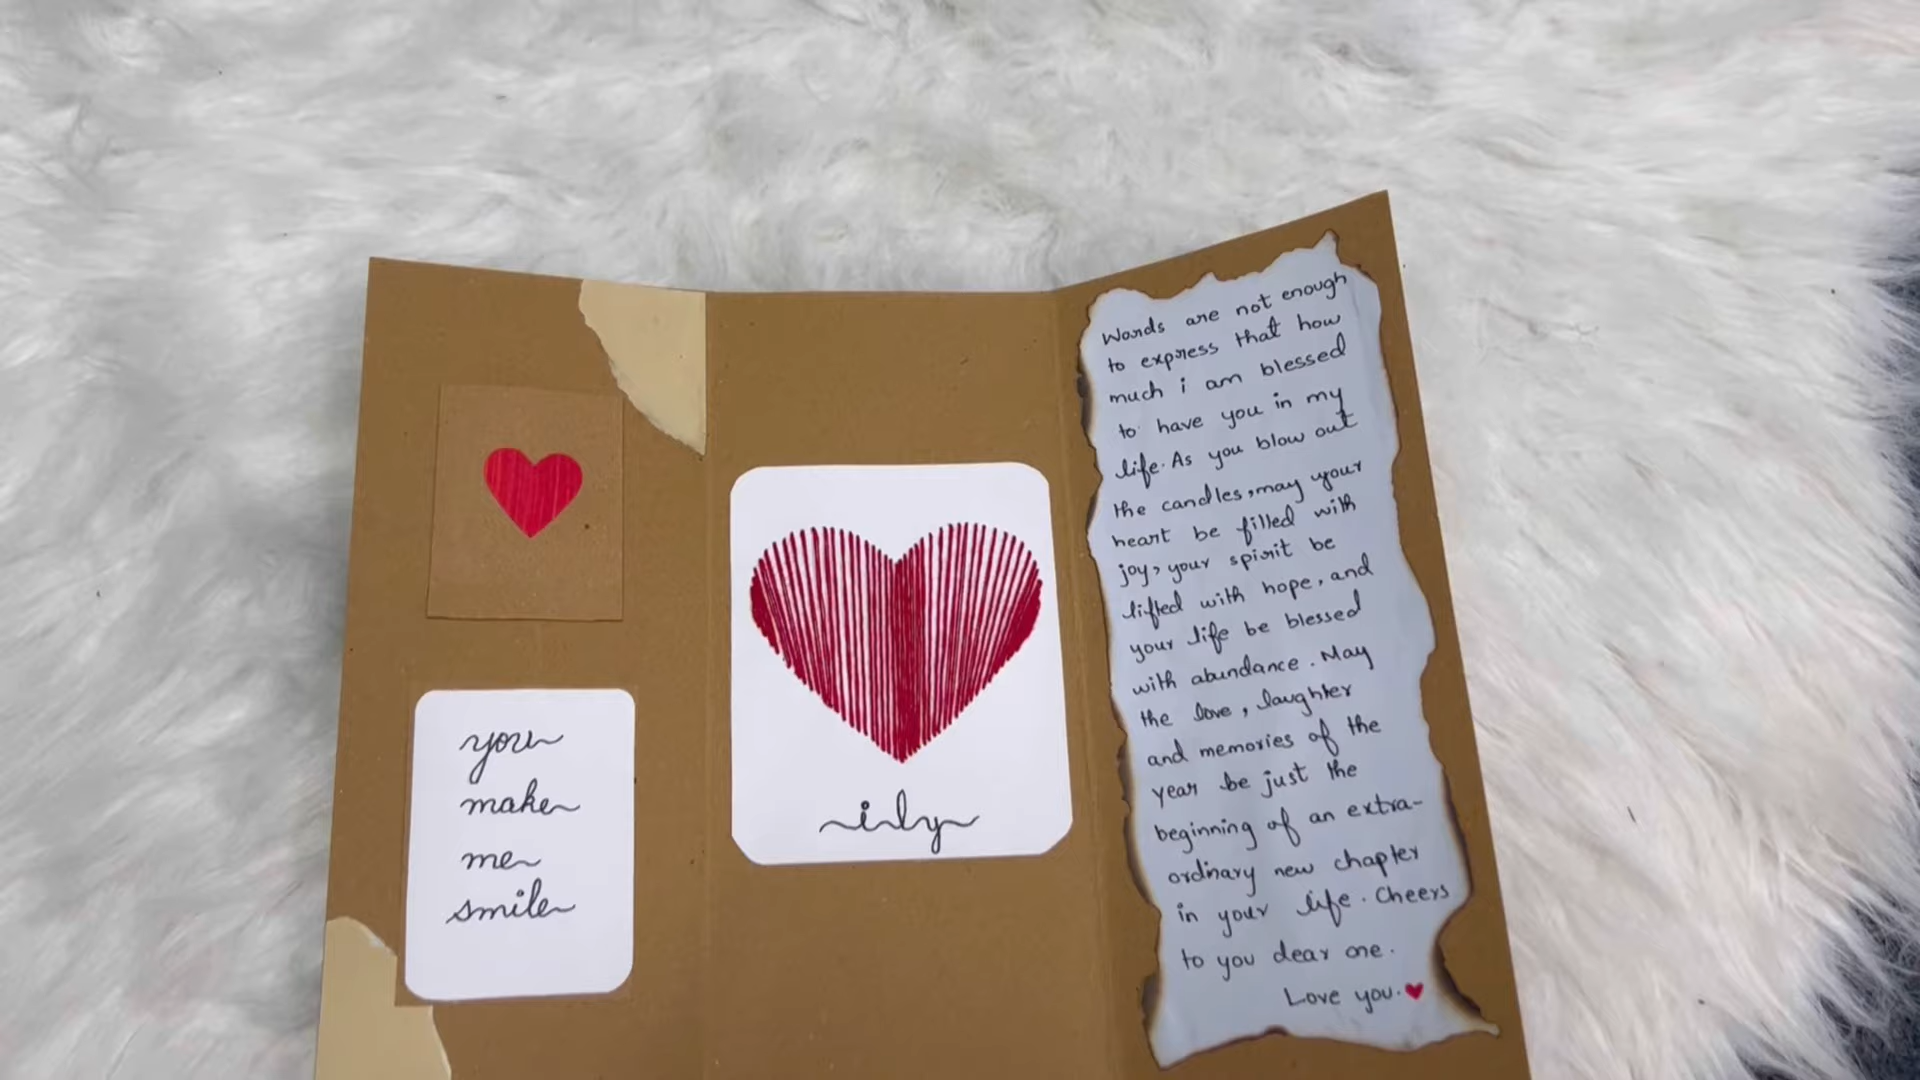 you
make
me
smile
ily
Words are not enough
to express that how
much i am blessed
to have you in my
life. As you blow out
the candles, may your
heart be filled with
joy, your spirit be
lifted with hope, and
your life be blessed
with abundance. May
the love, laughter
and memories of the
year be just the
beginning of an extra-
ordinary new chapter
in your life. Cheers
to you dear one.
Love you.